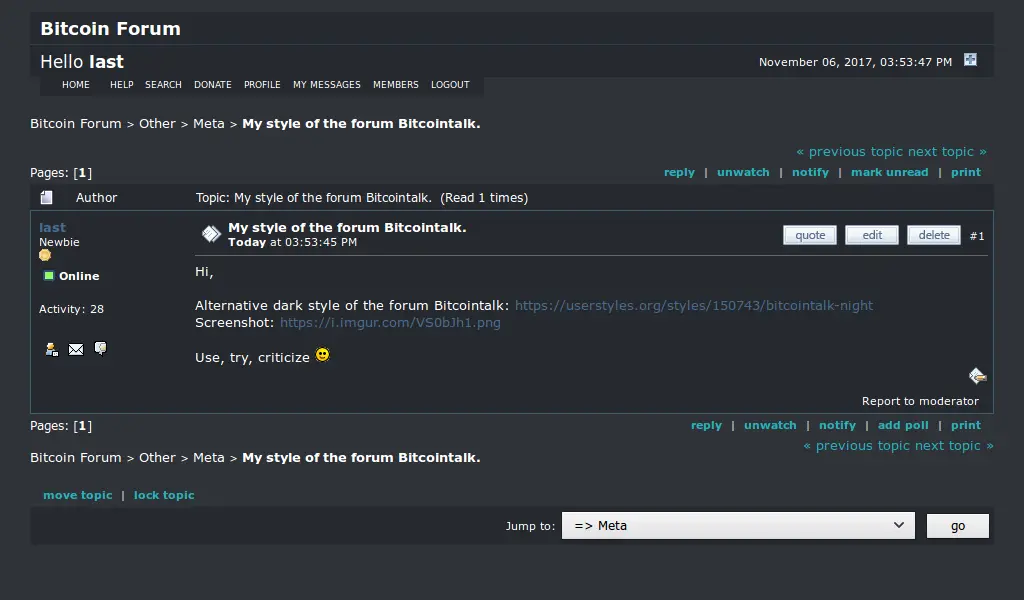 Bitcoin Forum
Hello last
November 06, 2017, 03:53:47 PM
HOME HELP SEARCH DONATE PROFILE MY MESSAGES MEMBERS LOGOUT
Bitcoin Forum > Other > Meta > My style of the forum Bitcointalk.
« previous topic next topic »
Pages: [1]
reply | unwatch | notify | mark unread | print
Author Topic: My style of the forum Bitcointalk. (Read 1 times)
last
Newbie
Online
Activity: 28
My style of the forum Bitcointalk.
Today at 03:53:45 PM
quote edit delete #1
Hi,
Alternative dark style of the forum Bitcointalk: https://userstyles.org/styles/150743/bitcointalk-night
Screenshot: https://i.imgur.com/VS0bJh1.png
Use, try, criticize
Report to moderator
Pages: [1]
reply | unwatch | notify | add poll | print
« previous topic next topic »
Bitcoin Forum > Other > Meta > My style of the forum Bitcointalk.
move topic | lock topic
Jump to: => Meta go